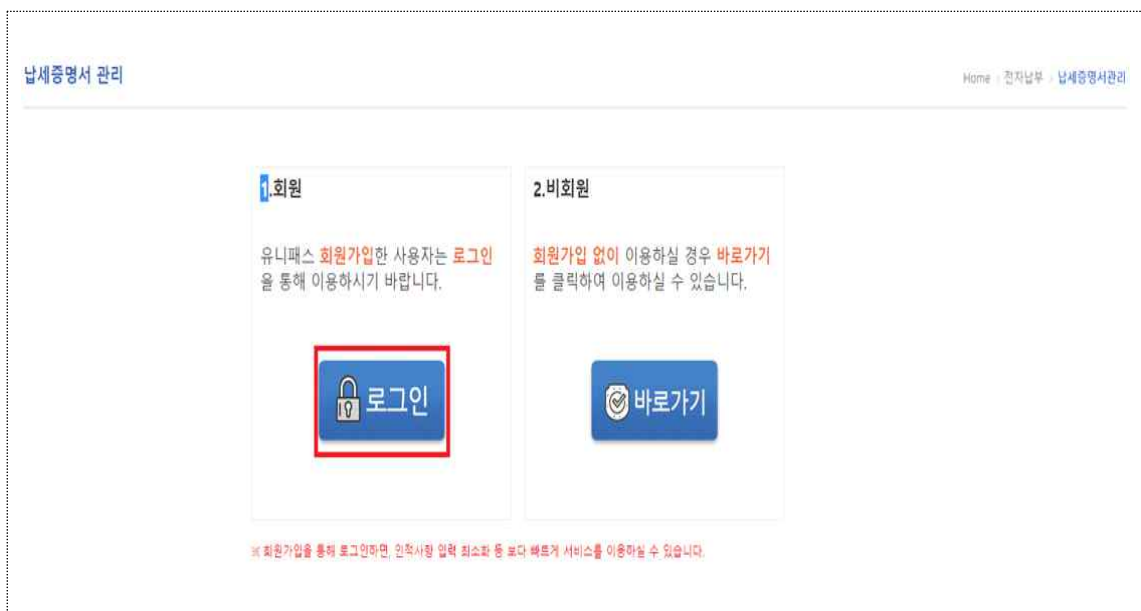 납세증명서 관리
Home > 전자납부 > 납세증명서관리
1.회원
유니패스 회원가입한 사용자는 로그인
을 통해 이용하시기 바랍니다.
로그인
2.비회원
회원가입 없이 이용하실 경우 바로가기
를 클릭하여 이용하실 수 있습니다.
바로가기
※ 회원가입을 통해 로그인하면, 인적사항 입력 최소화 등 보다 빠르게 서비스를 이용하실 수 있습니다.